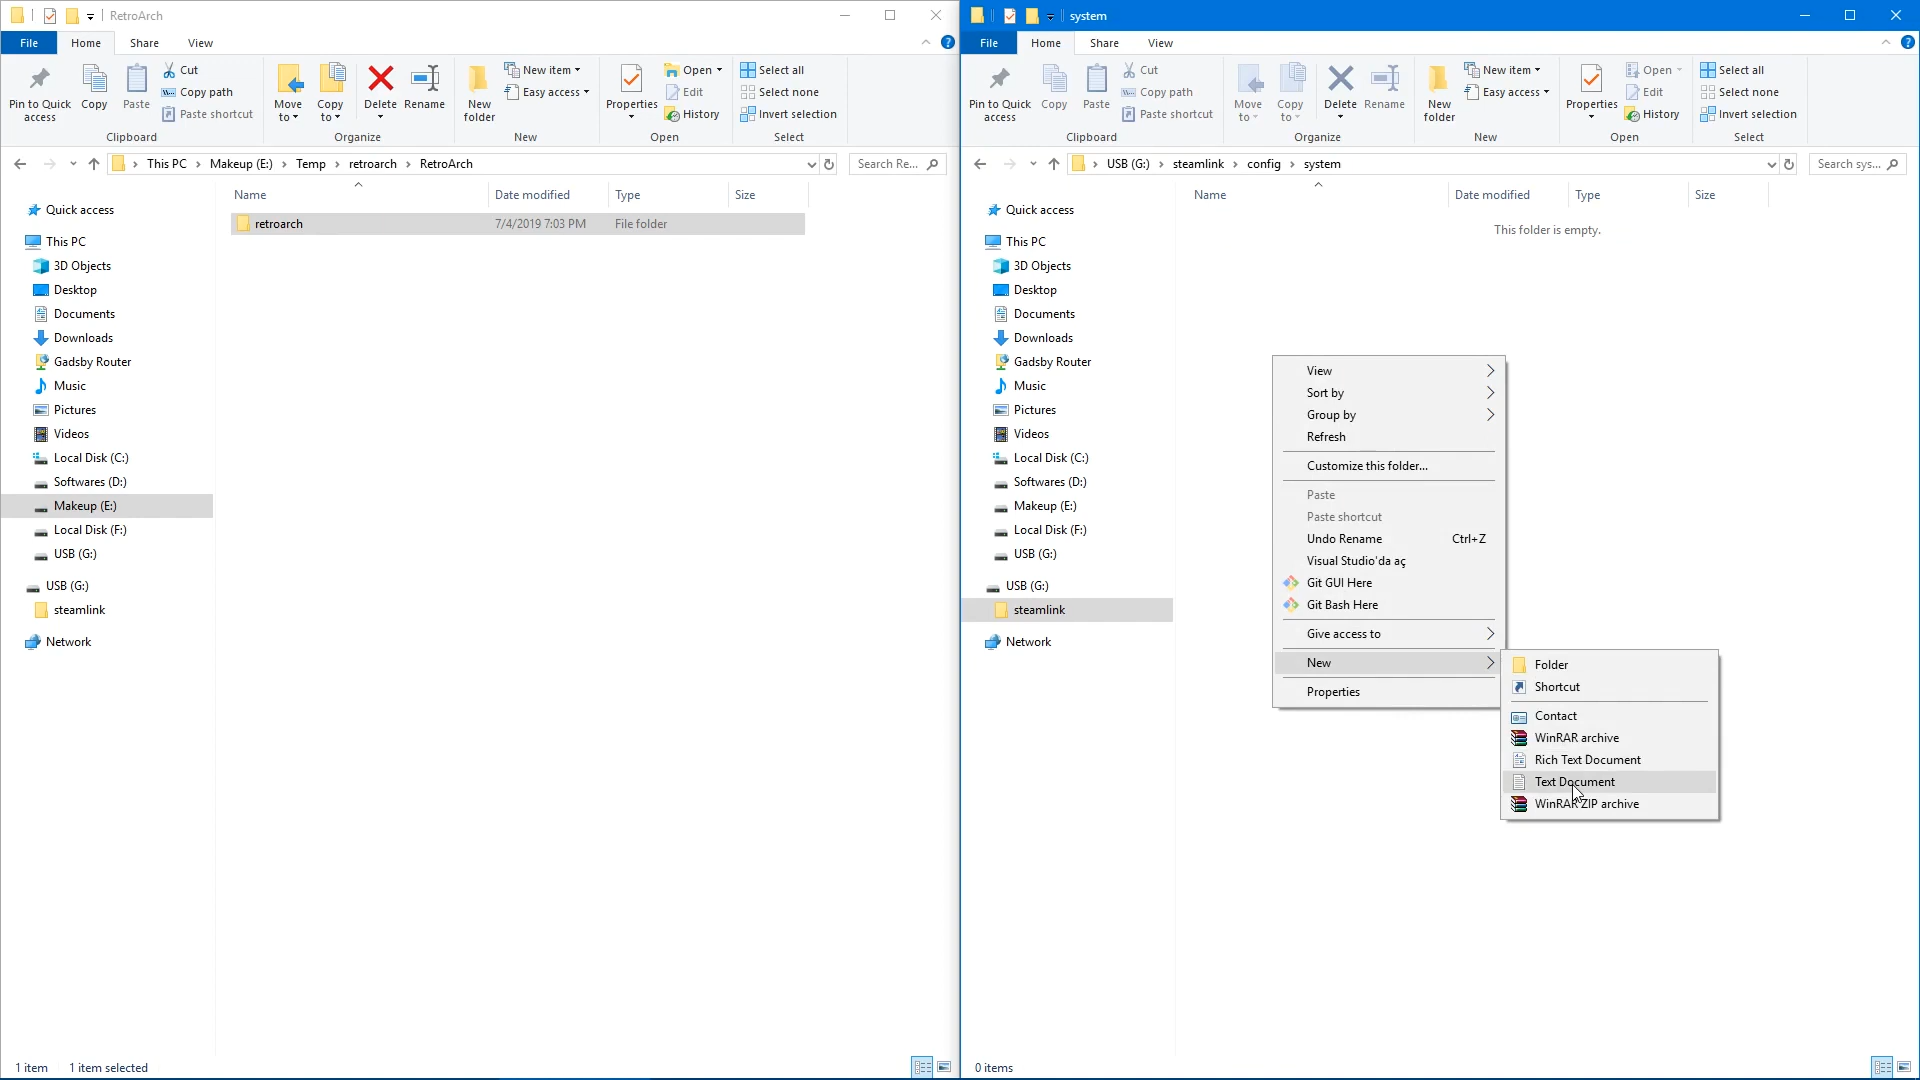 RetroArch
File
Home
Share
View
Pin to Quick access
Copy
Paste
Cut
Copy path
Paste shortcut
Clipboard
Move to
Copy to
Delete
Rename
Organize
New folder
New item
Easy access
New
Properties
Open
Edit
History
Open
Select all
Select none
Invert selection
Select
This PC
Makeup (E:)
Temp
retroarch
RetroArch
Search Re...
Name
Date modified
Type
Size
retroarch
7/4/2019 7:03 PM
File folder
Quick access
This PC
3D Objects
Desktop
Documents
Downloads
Gadsby Router
Music
Pictures
Videos
Local Disk (C:)
Softwares (D:)
Makeup (E:)
Local Disk (F:)
USB (G:)
USB (G:)
steamlink
Network
1 item
1 item selected
system
File
Home
Share
View
Pin to Quick access
Copy
Paste
Cut
Copy path
Paste shortcut
Clipboard
Move to
Copy to
Delete
Rename
Organize
New folder
New item
Easy access
New
Properties
Open
Edit
History
Open
Select all
Select none
Invert selection
Select
USB (G:)
steamlink
config
system
Search sys...
Name
Date modified
Type
Size
This folder is empty.
Quick access
This PC
3D Objects
Desktop
Documents
Downloads
Gadsby Router
Music
Pictures
Videos
Local Disk (C:)
Softwares (D:)
Makeup (E:)
Local Disk (F:)
USB (G:)
USB (G:)
steamlink
Network
View
Sort by
Group by
Refresh
Customize this folder...
Paste
Paste shortcut
Undo Rename Ctrl+Z
Visual Studio'da aç
Git GUI Here
Git Bash Here
Give access to
New
Properties
Folder
Shortcut
Contact
WinRAR archive
Rich Text Document
Text Document
WinRAR ZIP archive
0 items